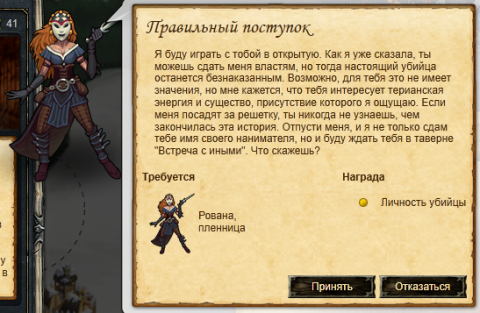 41
Правильный поступок
Я буду играть с тобой в открытую. Как я уже сказала, ты
можешь сдать меня властям, но тогда настоящий убийца
останется безнаказанным. Возможно, для тебя это не имеет
значения, но мне кажется, что тебя интересует терианская
энергия и существо, присутствие которого я ощущаю. Если
меня посадят за решетку, ты никогда не узнаешь, чем
закончилась эта история. Отпусти меня, и я не только сдам
тебе имя своего нанимателя, но и буду ждать тебя в таверне
"Встреча с иными". Что скажешь?
Требуется
Награда
Рована,
пленница
Личность убийцы
у
в
Принять
Отказаться